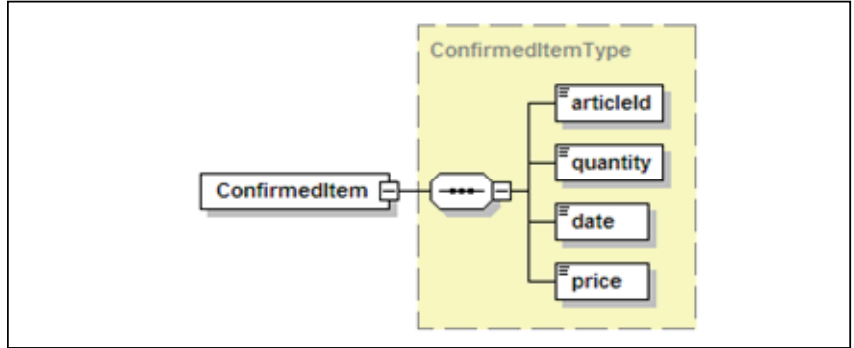 ConfirmedItemType
articleId
quantity
ConfirmedItem
date
price